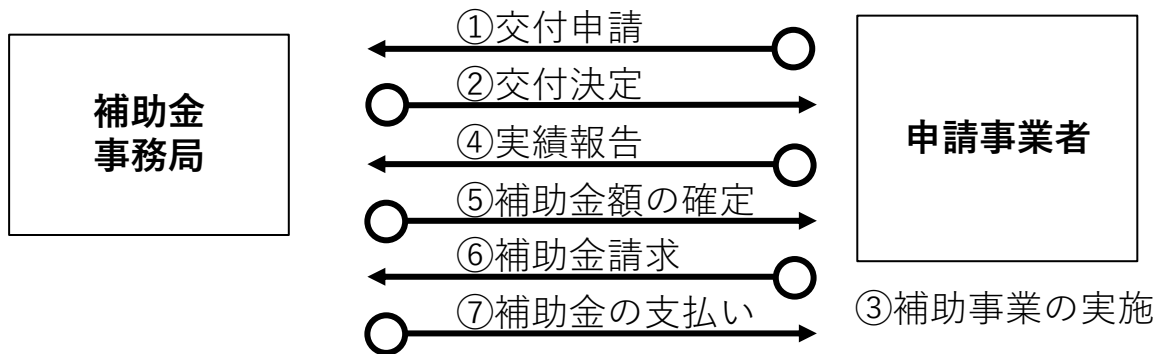 補助金
事務局
①交付申請
②交付決定
④実績報告
⑤補助金額の確定
⑥補助金請求
⑦補助金の支払い
申請事業者
③補助事業の実施